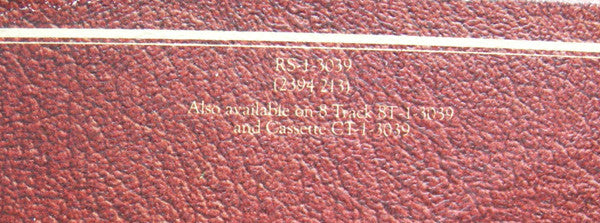 RS-1-3039
(2394 213)
Also available on 8 Track 8T-1-3039
and Cassette CT-1-3039